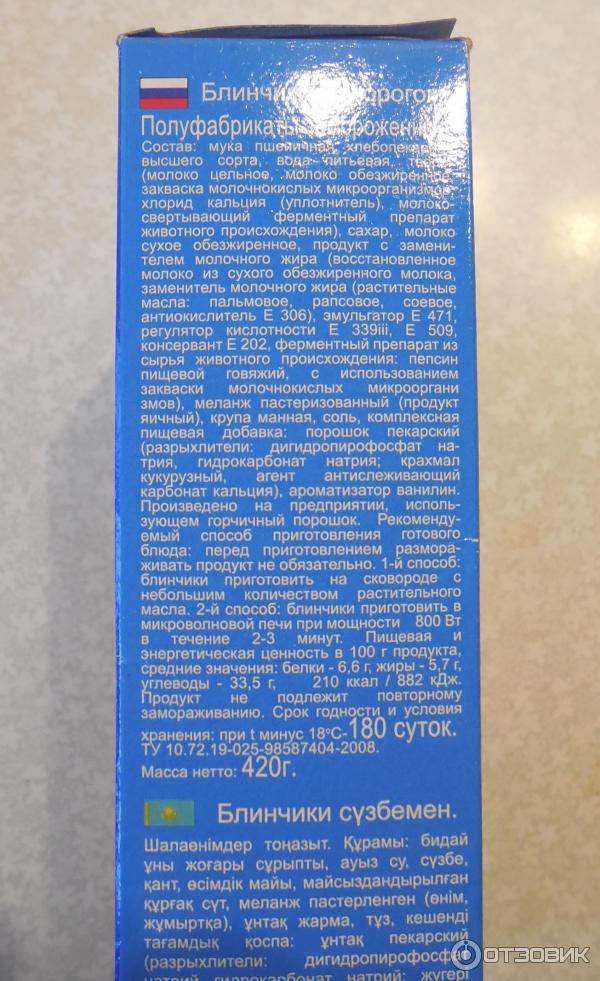 Блинчики
Полуфабрикаты
Состав: мука пшеничная хлебопекарная
высшего сорта, вода питьевая,
(молоко цельное, молоко обезжиренное,
закваска молочнокислых микроорганизмов,
хлорид кальция (уплотнитель), молоко-
свертывающий ферментный препарат
животного происхождения), сахар, молоко
сухое обезжиренное, продукт с замени-
телем молочного жира (восстановленное
молоко из сухого обезжиренного молока,
заменитель молочного жира (растительные
масла: пальмовое, рапсовое, соевое,
антиокислитель Е 306), эмульгатор Е 471,
регулятор кислотности Е 339iii, Е 509,
консервант Е 202, ферментный препарат из
сырья животного происхождения: пепсин
пищевой говяжий, с использованием
закваски молочнокислых микрооргани
змов), меланж пастеризованный (продукт
яичный), крупа манная, соль, комплексная
пищевая добавка: порошок пекарский
(разрыхлители: дигидропирофосфат на-
трия, гидрокарбонат натрия; крахмал
кукурузный, агент антислеживающий
карбонат кальция), ароматизатор ванилин.
Произведено на предприятии, исполь-
зующем горчичный порошок. Рекоменду-
емый способ приготовления готового
блюда: перед приготовлением размора-
живать продукт не обязательно. 1-й способ:
блинчики приготовить на сковороде с
небольшим количеством растительного
масла. 2-й способ: блинчики приготовить в
микроволновой печи при мощности 800 Вт
в течение 2-3 минут. Пищевая и
энергетическая ценность в 100 г продукта,
средние значения: белки - 6,6 г, жиры - 5,7 г,
углеводы - 33,5 г, 210 ккал / 882 кДж.
Продукт не подлежит повторному
замораживанию. Срок годности и условия
хранения: при t минус 18°С-180 суток.
ТУ 10.72.19-025-98587404-2008.
Масса нетто: 420г.
Блинчики сүзбемен.
Шалаөнімдер тоңазыт. Құрамы: бидай
ұны жоғары сұрыпты, ауыз су, сүзбе,
қант, өсімдік майы, майсыздандырылған
құрғақ сүт, меланж пастерленген (өнім,
жұмыртқа), ұнтақ жарма, тұз, кешенді
тағамдық қоспа: ұнтақ пекарский
(разрыхлители: дигидропирофосфат
натрий гидрокарбонат натрий: жүгері
ОТЗОВИК